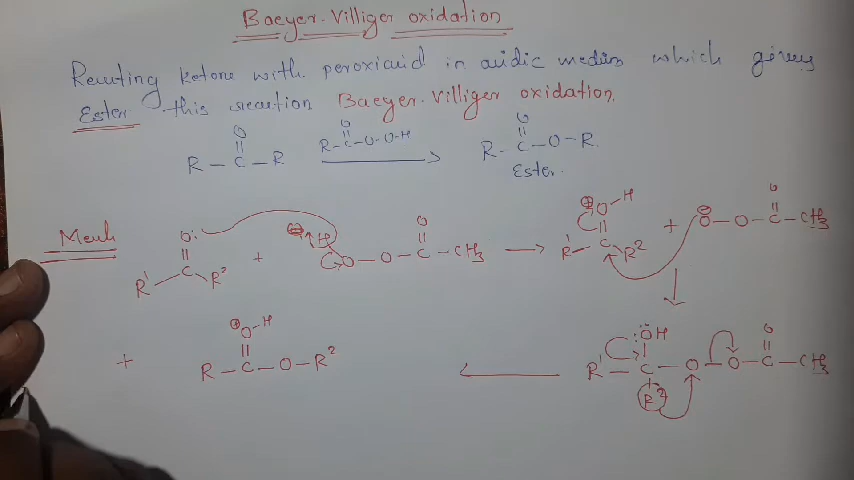 Baeyer-Villiger oxidation
Reacting ketone with peroxiacid in acidic medium which gives
Ester this reaction Baeyer-Villiger oxidation.
O O O
R - C - R R - C - O - O - H R - C - O - R
Ester.
Mech
O: + H O - O - C - CH3 O ⊕ O H + ⊖ O - O - C - CH3 O
R1 C R2 R1 C R2
+ R - C - O - R2 ⊕ O - H R1 - C - O - O - C - CH3 :OH O
R2